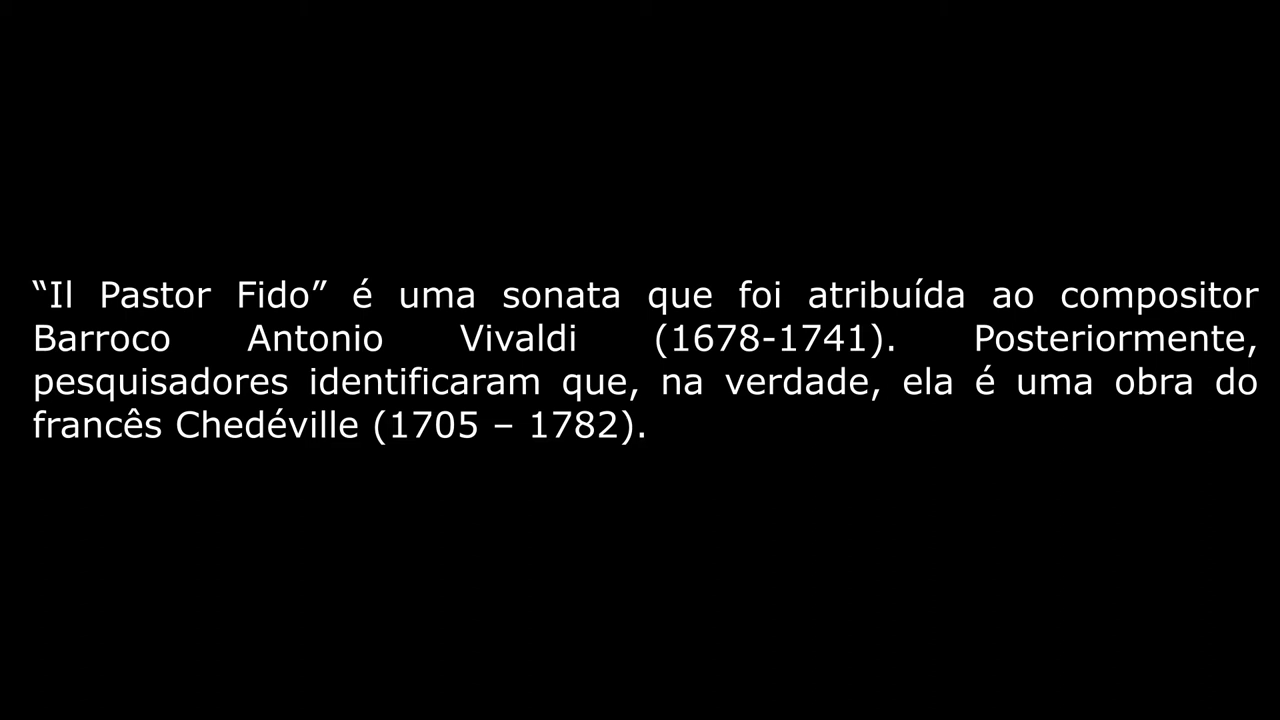 “Il Pastor Fido” é uma sonata que foi atribuída ao compositor
Barroco Antonio Vivaldi (1678-1741). Posteriormente,
pesquisadores identificaram que, na verdade, ela é uma obra do
francês Chedéville (1705 – 1782).